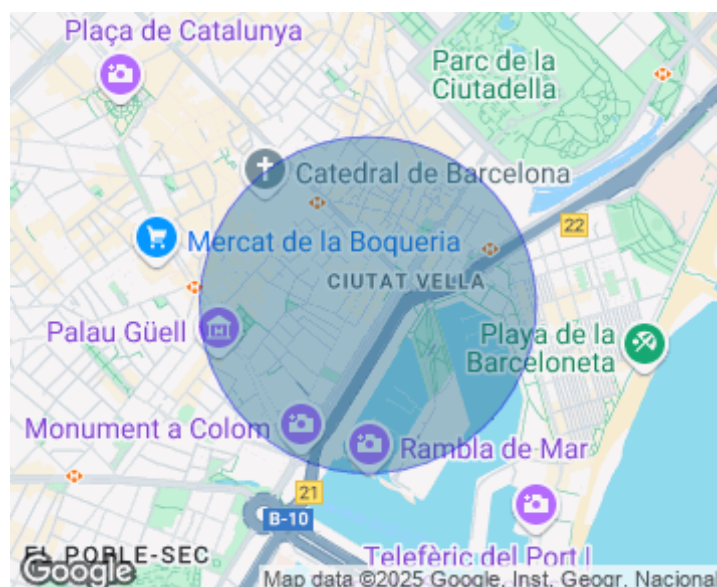 Plaça de Catalunya
Parc de la
Ciutadella
Catedral de Barcelona
22
Mercat de la Boqueria
CIUTAT VELLA
Palau Güell
Playa de la
Barceloneta
Monument a Colom
Rambla de Mar
21
B-10
EL POBLE-SEC
Telefèric del Port I
Google
Map data ©2025 Google, Inst. Geogr. Nacional